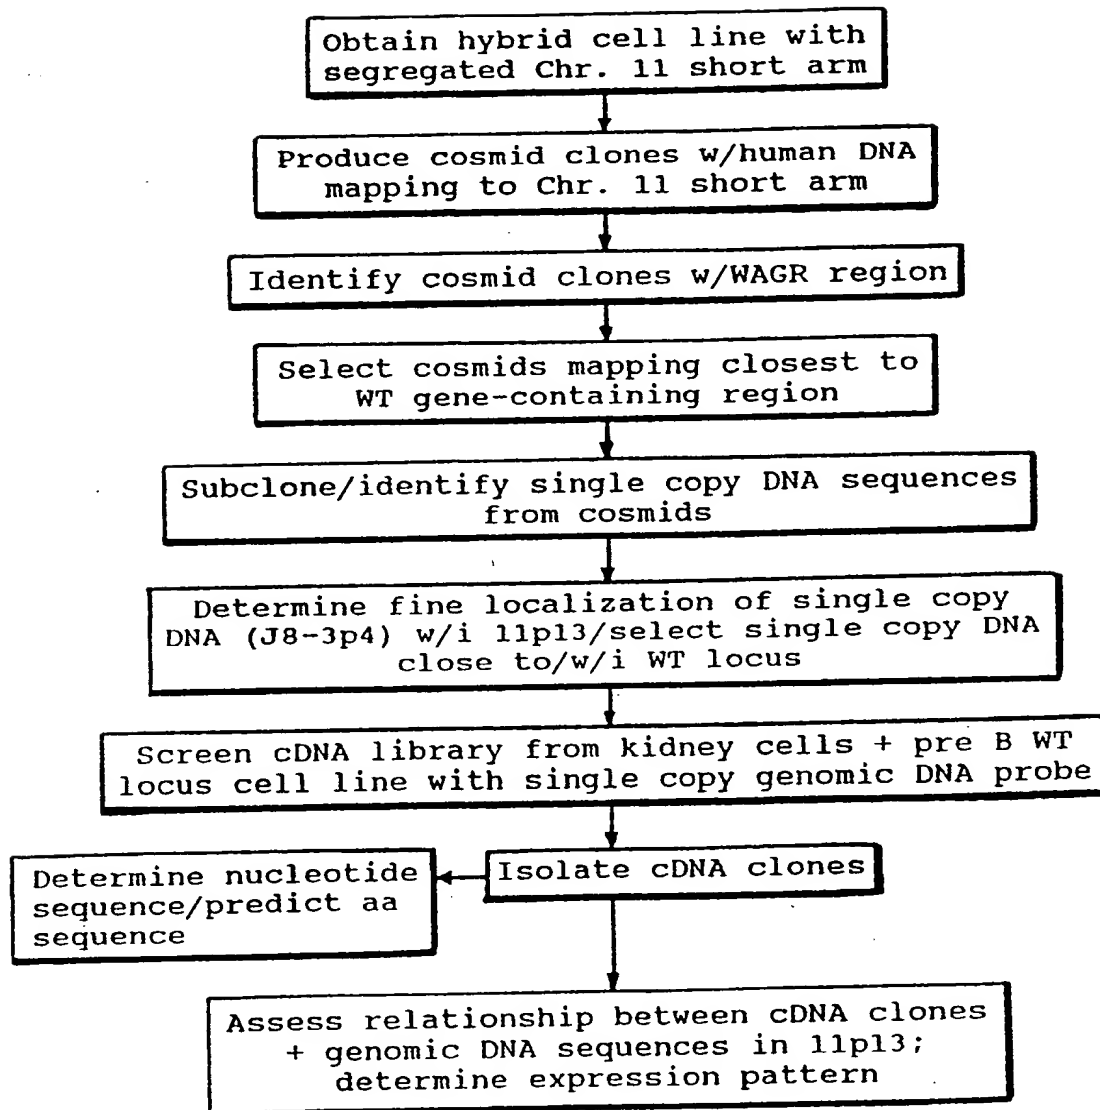 Obtain hybrid cell line with
segregated Chr. 11 short arm
Produce cosmid clones w/human DNA
mapping to Chr. 11 short arm
Identify cosmid clones w/WAGR region
Select cosmids mapping closest to
WT gene-containing region
Subclone/identify single copy DNA sequences
from cosmids
Determine fine localization of single copy
DNA (J8-3p4) w/i 11p13/select single copy DNA
close to/w/i WT locus
Screen cDNA library from kidney cells + pre B WT
locus cell line with single copy genomic DNA probe
Isolate cDNA clones
Determine nucleotide
sequence/predict aa
sequence
Assess relationship between cDNA clones
+ genomic DNA sequences in 11p13;
determine expression pattern